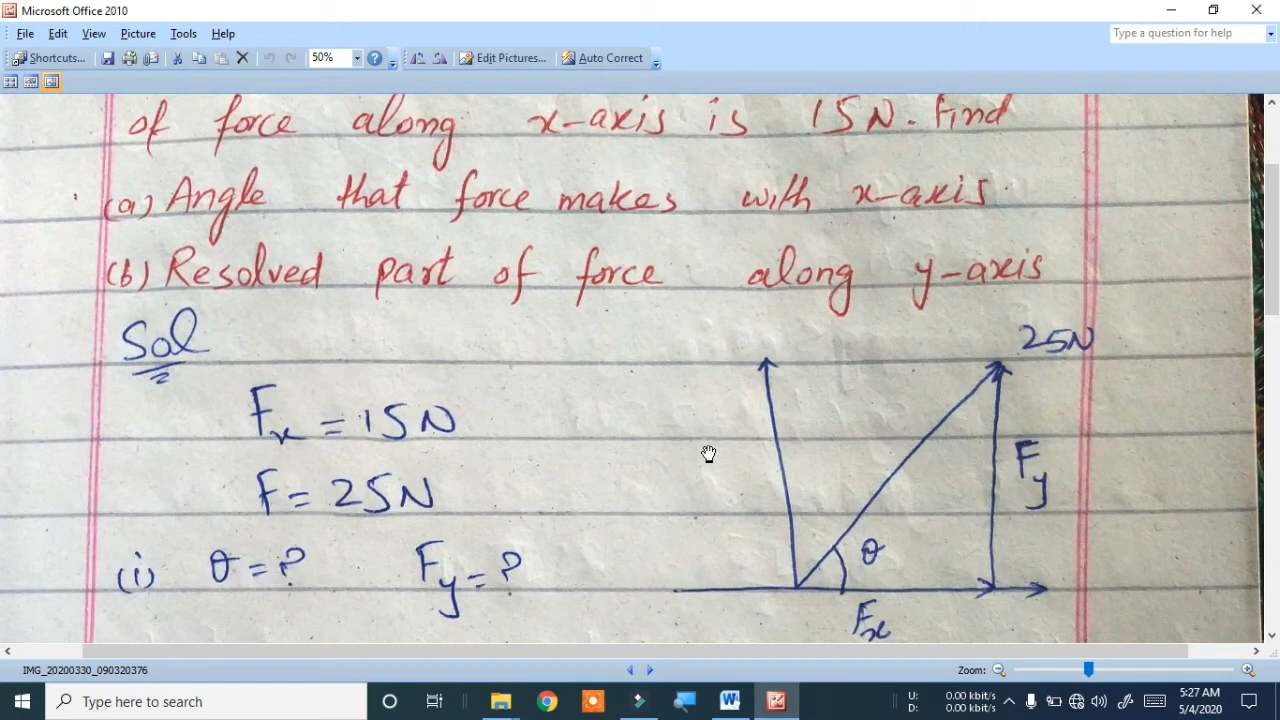 Microsoft Office 2010
File Edit View Picture Tools Help
Type a question for help
Shortcuts... 50% Edit Pictures... Auto Correct
of force along x-axis is 15N. Find
(a) Angle that force makes with x-axis.
(b) Resolved part of force along y-axis
Sol
25N
Fx = 15N
F = 25N
Fy
θ
(i) θ = ? Fy = ?
Fx
IMG_20200330_090320376
Zoom:
Type here to search
U: 0.00 kbit/s
D: 0.00 kbit/s
5:27 AM
5/4/2020